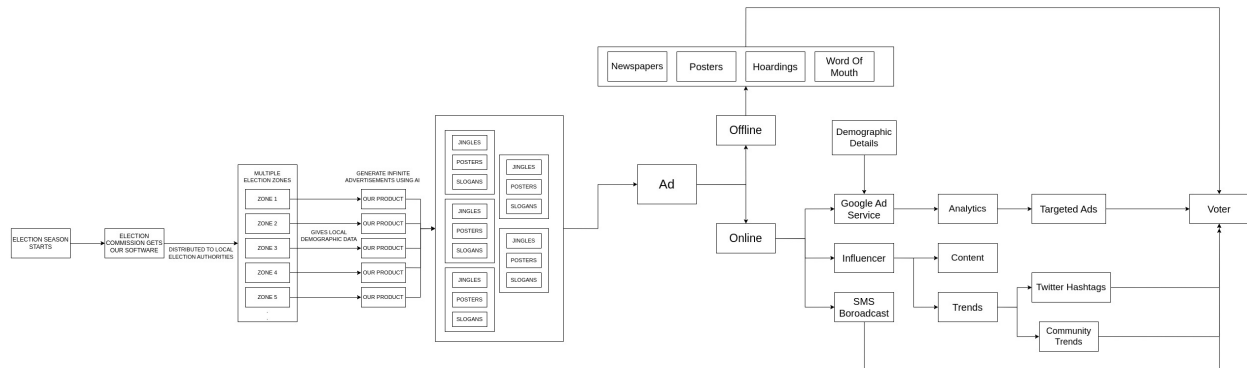 ELECTION SEASON
STARTS
ELECTION
COMMISSION GETS
OUR SOFTWARE
DISTRIBUTED TO LOCAL
ELECTION AUTHORITIES
MULTIPLE
ELECTION ZONES
ZONE 1
ZONE 2
ZONE 3
ZONE 4
ZONE 5
.
.
GIVES LOCAL
DEMOGRAPHIC DATA
GENERATE INFINITE
ADVERTISEMENTS USING AI
OUR PRODUCT
OUR PRODUCT
OUR PRODUCT
OUR PRODUCT
OUR PRODUCT
JINGLES
POSTERS
SLOGANS
JINGLES
POSTERS
SLOGANS
JINGLES
POSTERS
SLOGANS
JINGLES
POSTERS
SLOGANS
JINGLES
POSTERS
SLOGANS
Ad
Offline
Newspapers
Posters
Hoardings
Word Of
Mouth
Online
Demographic
Details
Google Ad
Service
Analytics
Targeted Ads
Voter
Influencer
Content
SMS
Boroadcast
Trends
Twitter Hashtags
Community
Trends